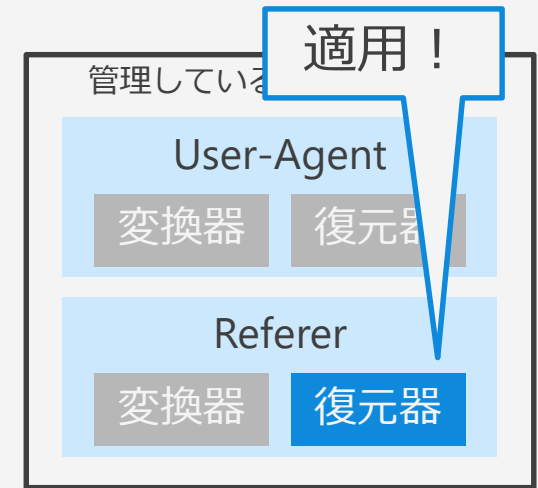 適用！
管理している
User-Agent
変換器 復元器
Referer
変換器 復元器